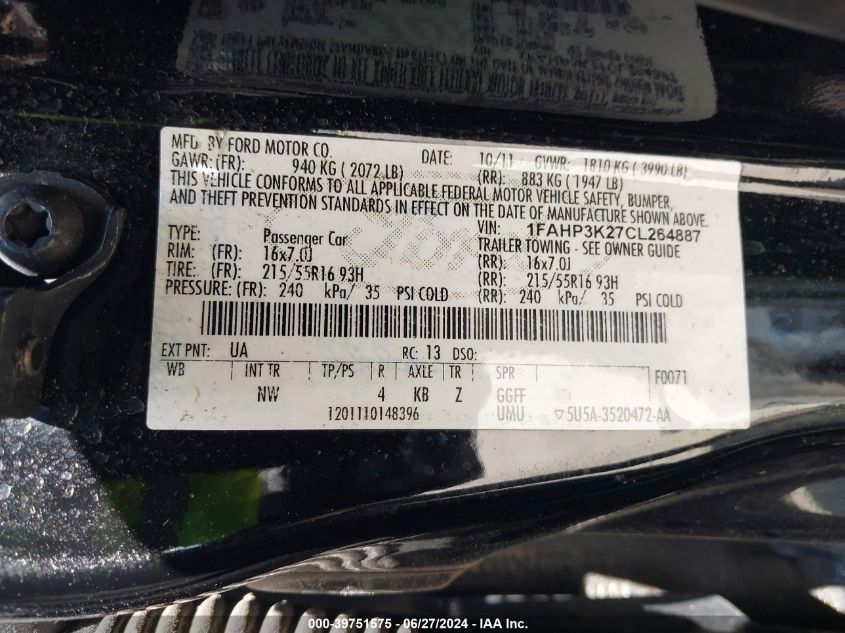 MFD. BY FORD MOTOR CO.
DATE: 10/11 GVWR: 1810 KG ( 3990 LB)
GAWR: (FR): 940 KG ( 2072 LB) (RR): 883 KG ( 1947 LB)
THIS VEHICLE CONFORMS TO ALL APPLICABLE FEDERAL MOTOR VEHICLE SAFETY, BUMPER,
AND THEFT PREVENTION STANDARDS IN EFFECT ON THE DATE OF MANUFACTURE SHOWN ABOVE.
VIN: 1FAHP3K27CL264887
TYPE: Passenger Car TRAILER TOWING - SEE OWNER GUIDE
RIM: (FR): 16x7.0J (RR): 16x7.0J
TIRE: (FR): 215/55R16 93H (RR): 215/55R16 93H
PRESSURE: (FR): 240 kPa/ 35 PSI COLD (RR): 240 kPa/ 35 PSI COLD
EXT PNT: UA RC: 13 DSO:
WB INT TR TP/PS R AXLE TR SPR F0071
NW 4 KB Z GGFF
1201110148396 UMU ▽5U5A-3520472-AA
000-39751575 - 06/27/2024 - IAA Inc.